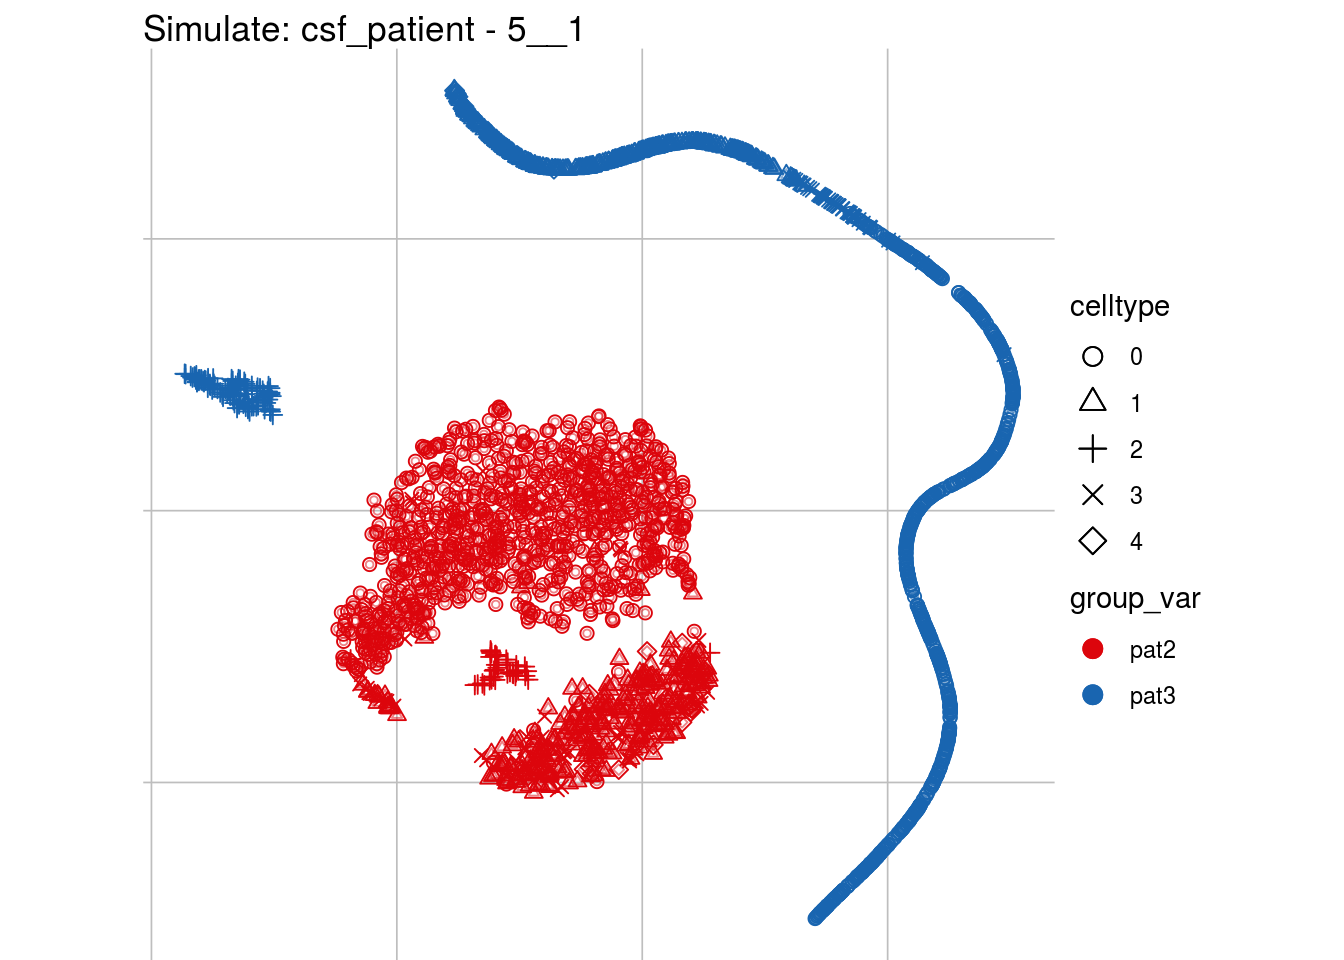 Simulate: csf_patient - 5__1
celltype
0
1
2
3
4
group_var
pat2
pat3